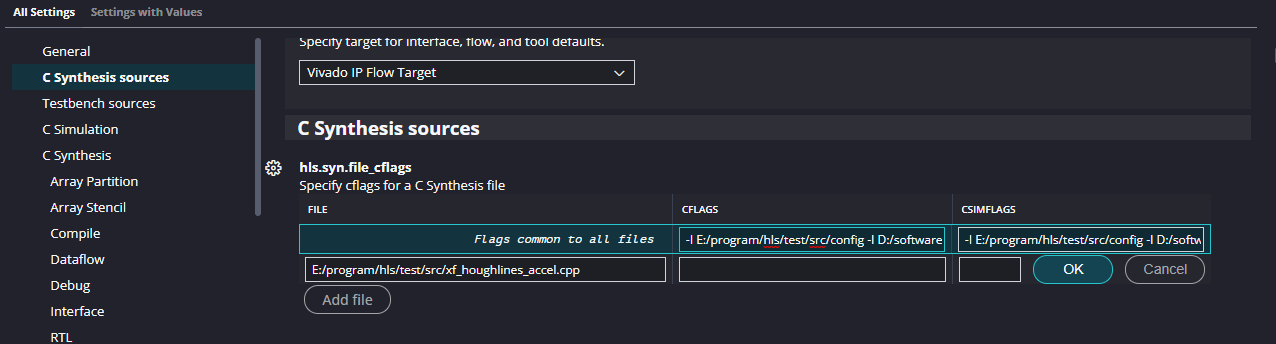 All Settings Settings with Values
General
C Synthesis sources
Testbench sources
C Simulation
C Synthesis
Array Partition
Array Stencil
Compile
Dataflow
Debug
Interface
RTL
Specify target for interface, flow, and tool defaults.
Vivado IP Flow Target
C Synthesis sources
hls.syn.file_cflags
Specify cflags for a C Synthesis file
FILE CFLAGS CSIMFLAGS
Flags common to all files -I E:/program/hls/test/src/config -I D:/software -I E:/program/hls/test/src/config -I D:/softw
E:/program/hls/test/src/xf_houghlines_accel.cpp OK Cancel
Add file